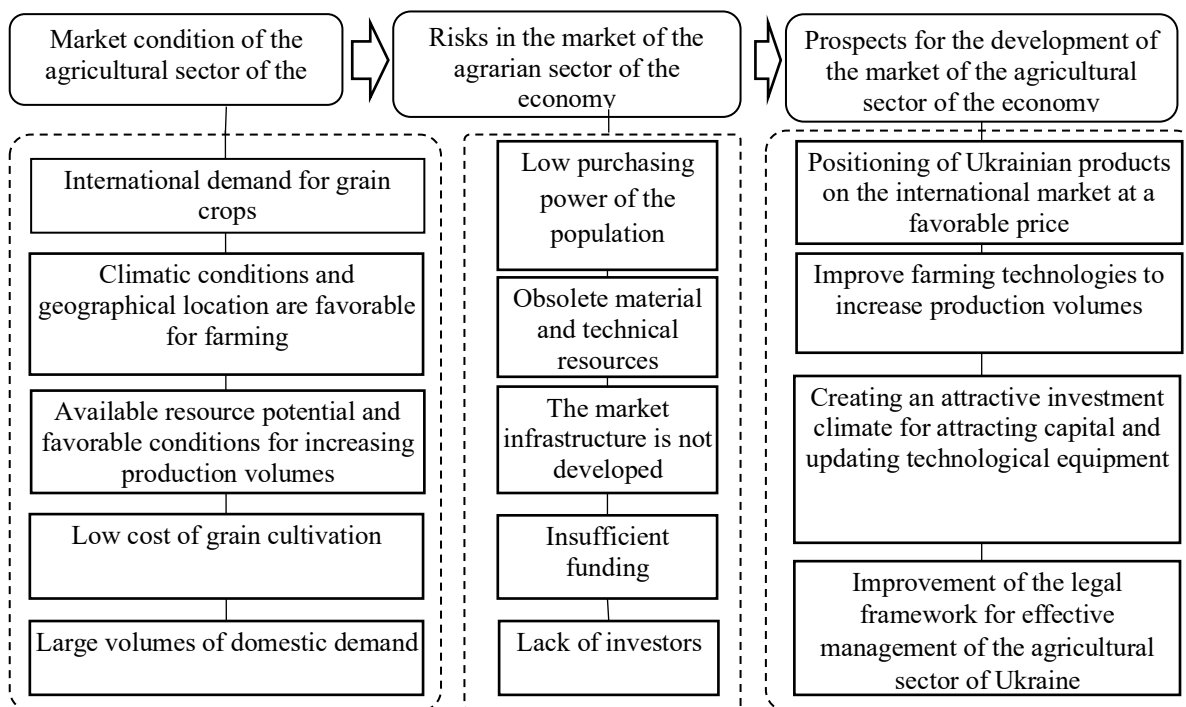 Market condition of the
agricultural sector of the
Risks in the market of the
agrarian sector of the
economy
Prospects for the development of
the market of the agricultural
sector of the economy
International demand for grain
crops
Climatic conditions and
geographical location are favorable
for farming
Available resource potential and
favorable conditions for increasing
production volumes
Low cost of grain cultivation
Large volumes of domestic demand
Low purchasing
power of the
population
Obsolete material
and technical
resources
The market
infrastructure is not
developed
Insufficient
funding
Lack of investors
Positioning of Ukrainian products
on the international market at a
favorable price
Improve farming technologies to
increase production volumes
Creating an attractive investment
climate for attracting capital and
updating technological equipment
Improvement of the legal
framework for effective
management of the agricultural
sector of Ukraine